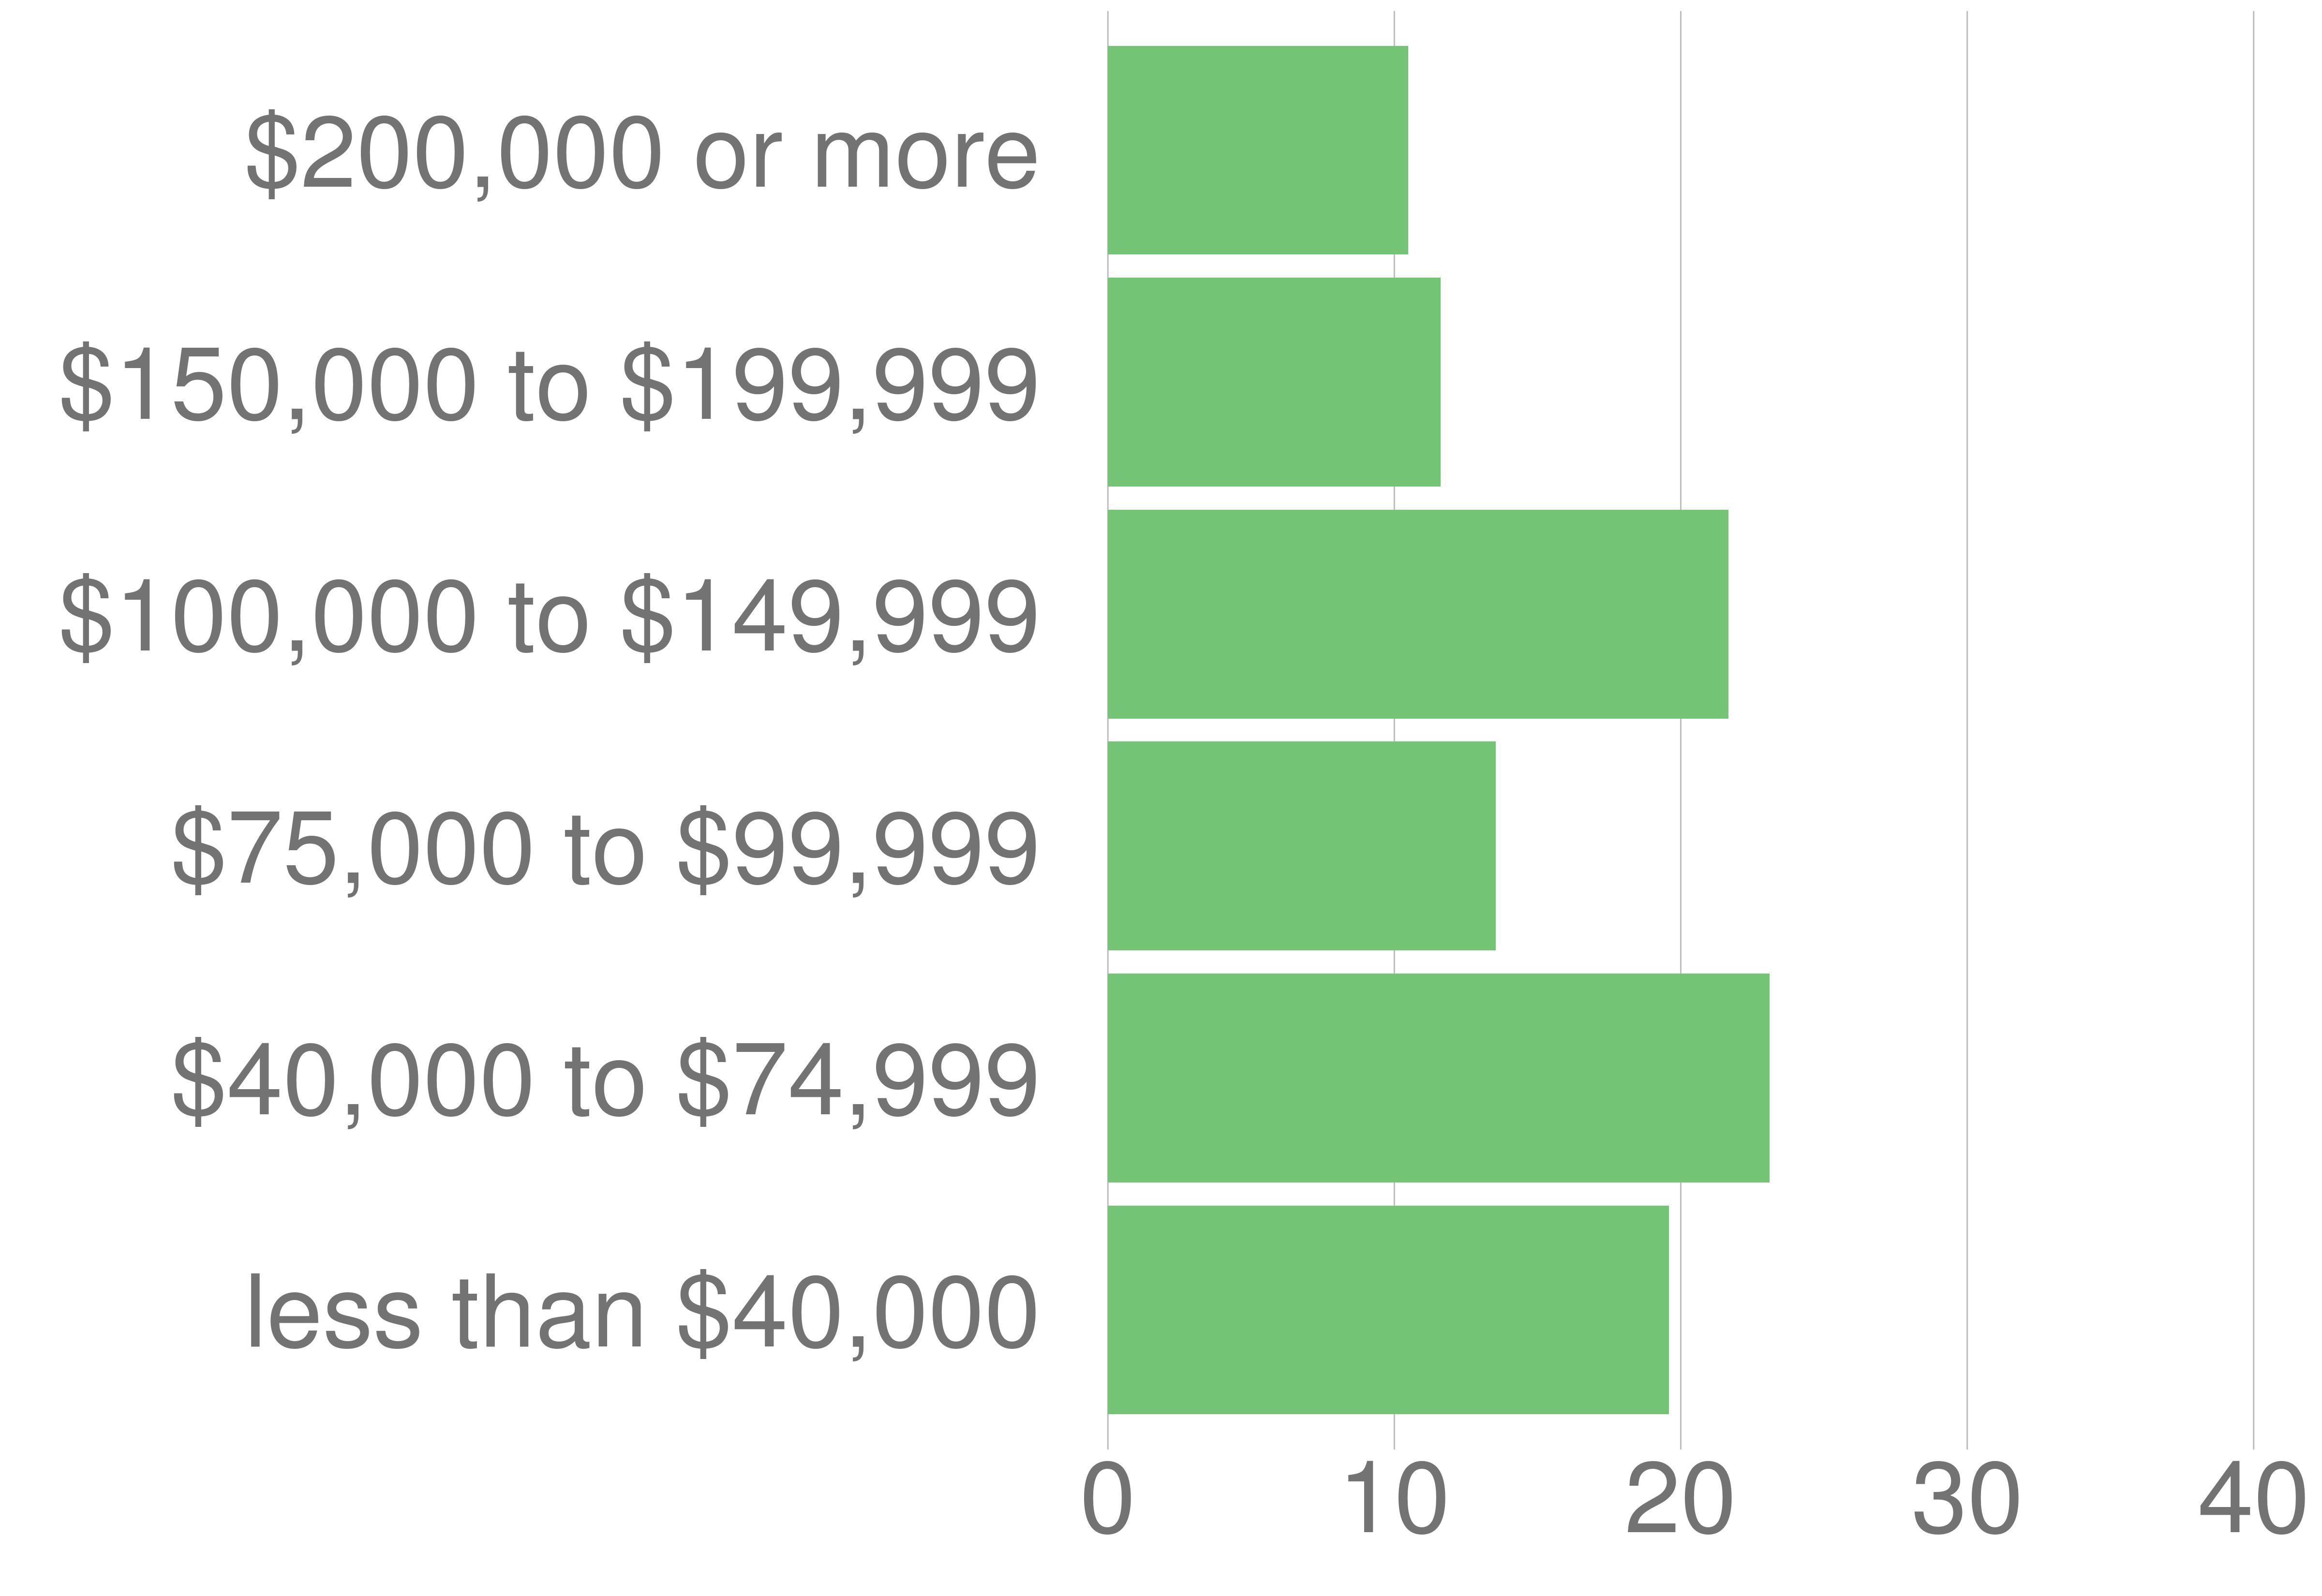 $200,000 or more
$150,000 to $199,999
$100,000 to $149,999
$75,000 to $99,999
$40,000 to $74,999
less than $40,000
0 10 20 30 40